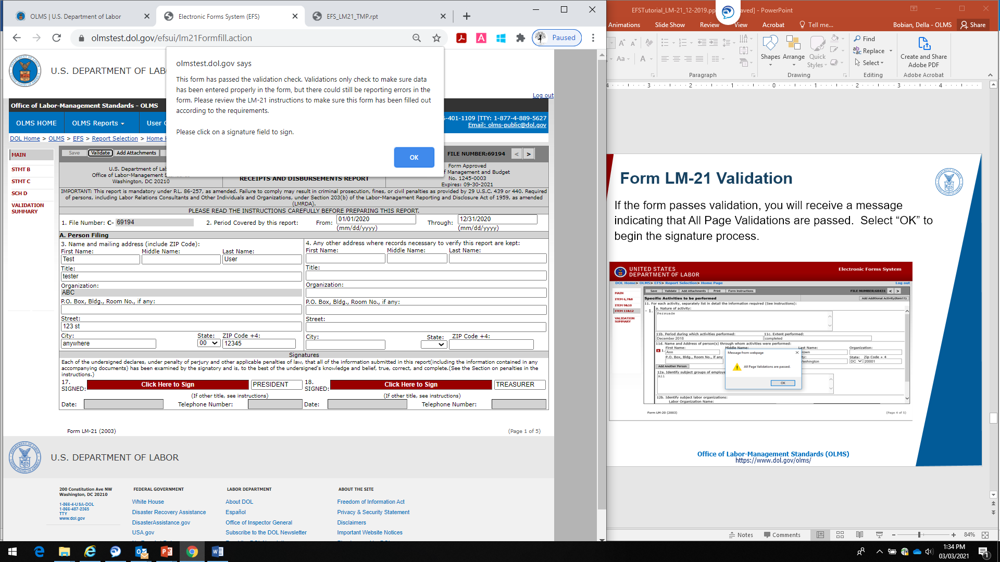 OLMS | U.S. Department of Labor
Electronic Forms System (EFS)
EFS_LM21_TMP.rpt
olmstest.dol.gov/efsui/lm21Formfill.action
Paused
U.S. DEPARTMENT OF LAB
olmstest.dol.gov says
This form has passed the validation check. Validations only check to make sure data
has been entered properly in the form, but there could still be reporting errors in the
form. Please review the LM-21 instructions to make sure this form has been filled out
according to the requirements.
Please click on a signature field to sign.
OK
Log out
Office of Labor-Management Standards - OLMS
OLMS HOME
OLMS Reports
User
-401-1109 |TTY: 1-877-4-889-5627
Email: olms-public@dol.gov
DOL Home > OLMS > EFS > Report Selection > Home
MAIN
STMT B
STMT C
SCH D
VALIDATION
SUMMARY
Save
Validate
Add Attachments
FILE NUMBER:69194
<
>
U.S. Department of Lab
Office of Labor-Management
Washington, DC 20210
RECEIPTS AND DISBURSEMENTS REPORT
Form Approved
f Management and Budget
No. 1245-0003
Expires: 09-30-2021
IMPORTANT: This report is mandatory under P.L. 86-257, as amended. Failure to comply may result in criminal prosecution, fines, or civil penalties as provided by 29 U.S.C. 439 or 440. Required
of persons, including Labor Relations Consultants and Other Individuals and Organizations, under Section 203(b) of the Labor-Management Reporting and Disclosure Act of 1959, as amended
(LMRDA).
PLEASE READ THE INSTRUCTIONS CAREFULLY BEFORE PREPARING THIS REPORT.
1. File Number: C- 69194
2. Period Covered by this report:
From: 01/01/2020
(mm/dd/yyyy)
Through: 12/31/2020
(mm/dd/yyyy)
A. Person Filing
3. Name and mailing address (include ZIP Code):
First Name: Middle Name: Last Name:
Test User
Title:
tester
Organization:
ABC
P.O. Box, Bldg., Room No., if any:
Street:
123 st
City: State: ZIP Code +4:
anywhere 00 12345
4. Any other address where records necessary to verify this report are kept:
First Name: Middle Name: Last Name:
Title:
Organization:
P.O. Box, Bldg., Room No., if any:
Street:
City: State: ZIP Code +4:
Signatures
Each of the undersigned declares, under penalty of perjury and other applicable penalties of law, that all of the information submitted in this report(including the information contained in any
accompanying documents) has been examined by the signatory and is, to the best of the undersigned's knowledge and belief, true, correct, and complete.(See the Section on penalties in the
instructions.)
17.
SIGNED: Click Here to Sign PRESIDENT
(If other title, see instructions)
Date: Telephone Number:
18.
SIGNED: Click Here to Sign TREASURER
(If other title, see instructions)
Date: Telephone Number:
Form LM-21 (2003)
(Page 1 of 5)
U.S. DEPARTMENT OF LABOR
200 Constitution Ave NW
Washington, DC 20210
1-866-4-USA-DOL
1-866-487-2365
TTY
www.dol.gov
FEDERAL GOVERNMENT
White House
Disaster Recovery Assistance
DisasterAssistance.gov
USA.gov
LABOR DEPARTMENT
About DOL
Español
Office of Inspector General
Subscribe to the DOL Newsletter
ABOUT THE SITE
Freedom of Information Act
Privacy & Security Statement
Disclaimers
Important Website Notices
EFSTutorial_LM-21_12-2019.pp
aved] - PowerPoint
Animations
Slide Show
Review
View
Acrobat
Tell me...
Bobian, Della - OLMS
Share
Shapes
Arrange
Quick
Styles
Find
Replace
Select
Create and Share
Adobe PDF
Paragraph
Drawing
Editing
Adobe Acrobat
4 3 2 1 0 1 2 3 4
Form LM-21 Validation
If the form passes validation, you will receive a message
indicating that All Page Validations are passed. Select “OK” to
begin the signature process.
UNITED STATES
DEPARTMENT OF LABOR
Electronic Forms System
DOL Home> OLMS> EFS> Report Selection> Home Page
Log out
MAIN
ITEM 6,7&8
ITEM 9&10
ITEM 11&12
VALIDATION
SUMMARY
Save
Validate
Add Attachments
Print
Form Instructions
FILE NUMBER:68431
<
>
Specific Activities to be performed
Add Additional Activity(Item11)
11. For each activity, separately list in detail the information required (See instructions):
- 1. a. Nature of activity:
Persuade
11b. Period during which activities performed:
December 2018
11c. Extent performed:
completed
11d. Name and Address of person(s) through whom activities were performed:
First Name: Middle Name: Last Name: Organization:
x 1. Ann rown
P.O. Box, Bldg., Room No., if any ty: State: Zip Code + 4
ashington DC 20001
Add Another Person
Message from webpage
All Page Validations are passed.
OK
12a. Identify subject groups of employe
All
12b. Identify subject labor organizations:
Labor Organization Name:
Form LM-20 (2003)
(Page 4 of 5)
Office of Labor-Management Standards (OLMS)
https://www.dol.gov/olms/
Notes
Comments
84%
1:34 PM
03/03/2021
1